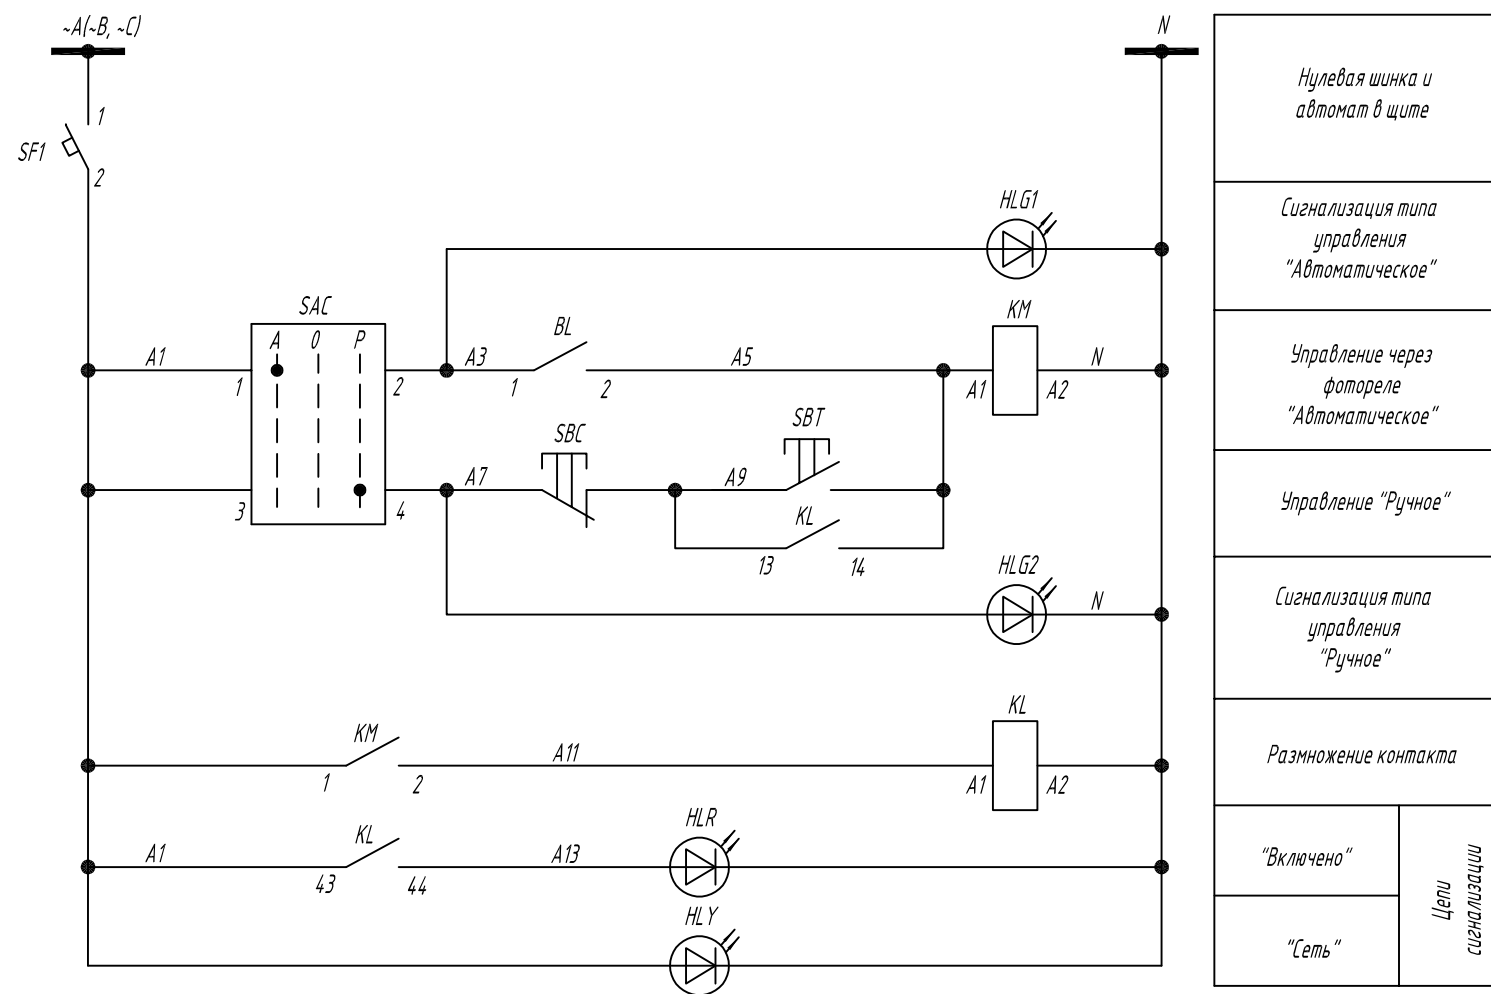 ~A(~B, ~C)
N
1
SF1
2
HLG1
SAC
A 0 P
A1
1
2
A3
BL
1
2
A5
KM
A1
A2
N
3
4
A7
SBC
A9
SBT
KL
13
14
HLG2
N
KM
1
2
A11
KL
A1
A2
A1
KL
43
44
A13
HLR
HLY
Нулевая шинка и
автомат в щите
Сигнализация типа
управления
"Автоматическое"
Управление через
фотореле
"Автоматическое"
Управление "Ручное"
Сигнализация типа
управления
"Ручное"
Размножение контакта
"Включено"
"Сеть"
Цепи
сигнализации